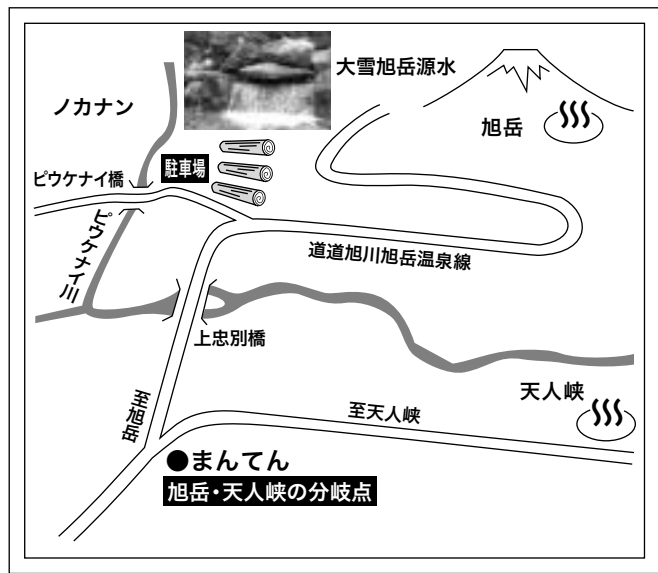 大雪旭岳源水
ノカナン
旭岳
ピウケナイ橋
駐車場
ピウケナイ川
道道旭川旭岳温泉線
上忠別橋
天人峡
至旭岳
至天人峡
●まんてん
旭岳・天人峡の分岐点